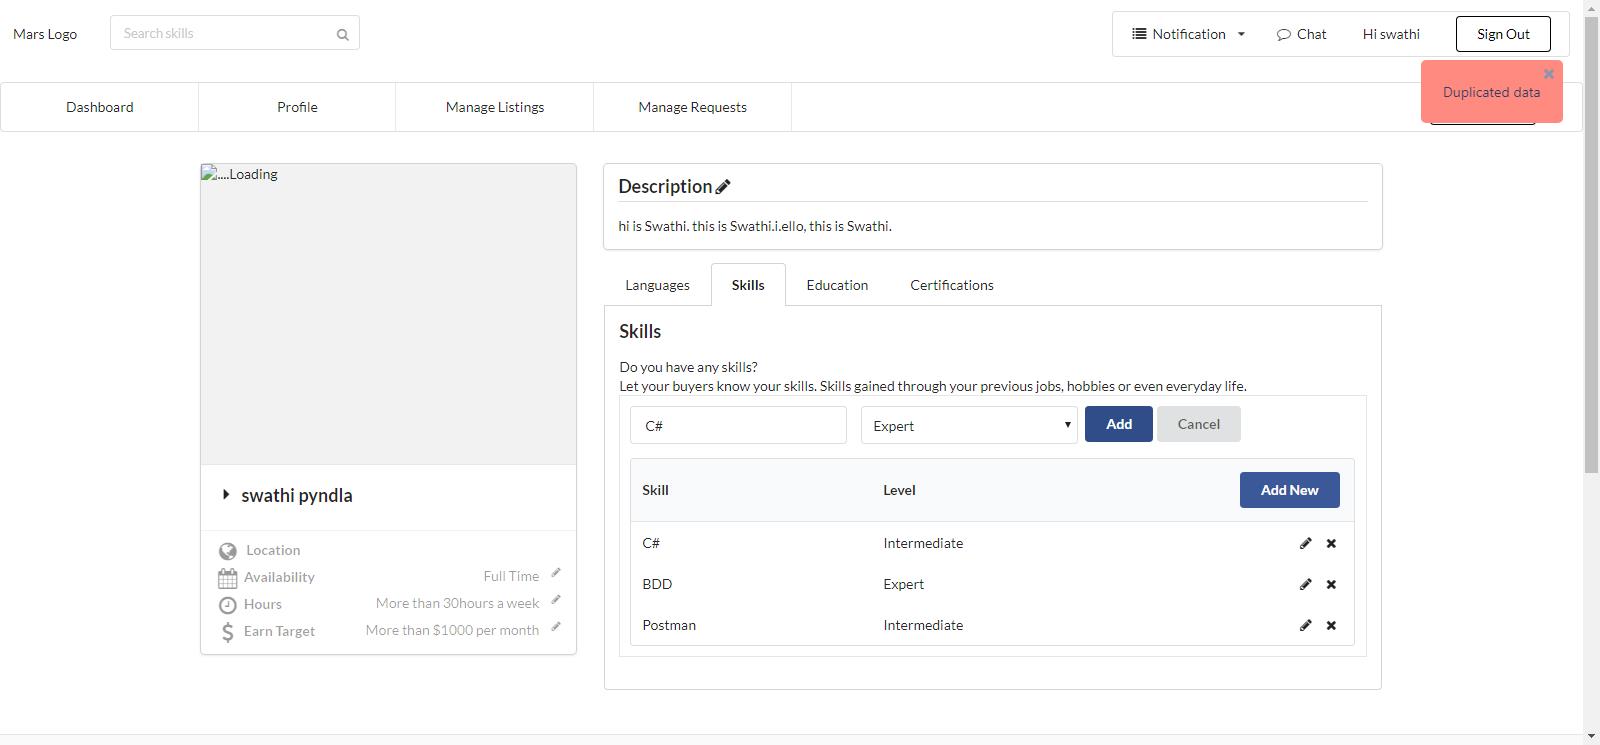 Mars Logo
Search skills
Notification
Chat
Hi swathi
Sign Out
Duplicated data
Dashboard
Profile
Manage Listings
Manage Requests
....Loading
swathi pyndla
Location
Availability
Full Time
Hours
More than 30hours a week
Earn Target
More than $1000 per month
Description
hi is Swathi. this is Swathi.i.ello, this is Swathi.
Languages
Skills
Education
Certifications
Skills
Do you have any skills?
Let your buyers know your skills. Skills gained through your previous jobs, hobbies or even everyday life.
C#
Expert
Add
Cancel
Skill
Level
Add New
C#
Intermediate
BDD
Expert
Postman
Intermediate